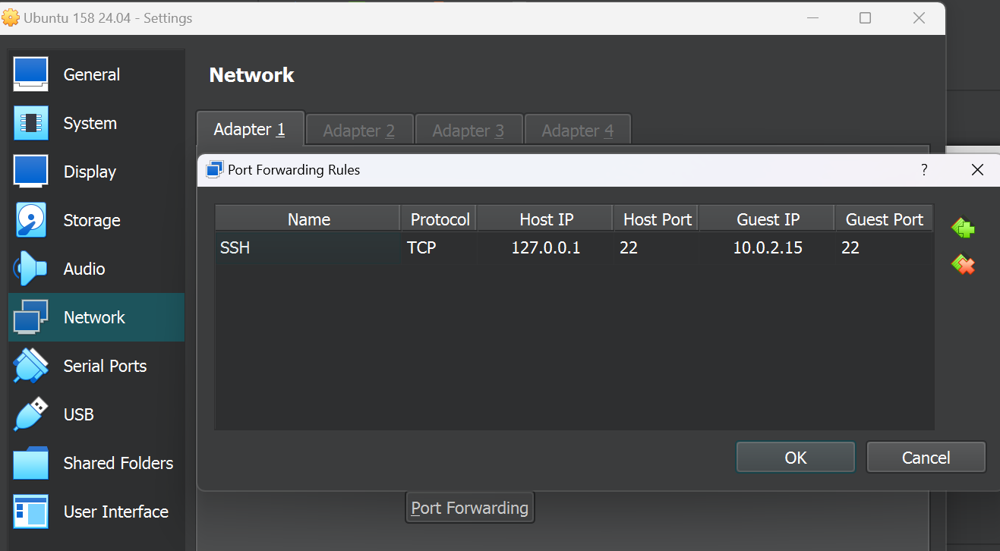 Ubuntu 158 24.04 - Settings
General
System
Display
Storage
Audio
Network
Serial Ports
USB
Shared Folders
User Interface
Network
Adapter 1 Adapter 2 Adapter 3 Adapter 4
Port Forwarding Rules ?
Name Protocol Host IP Host Port Guest IP Guest Port
SSH TCP 127.0.0.1 22 10.0.2.15 22
OK Cancel
Port Forwarding